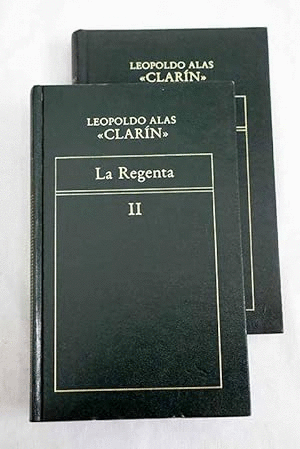 LEOPOLDO ALAS
«CLARÍN»
LEOPOLDO ALAS
«CLARÍN»
La Regenta
II